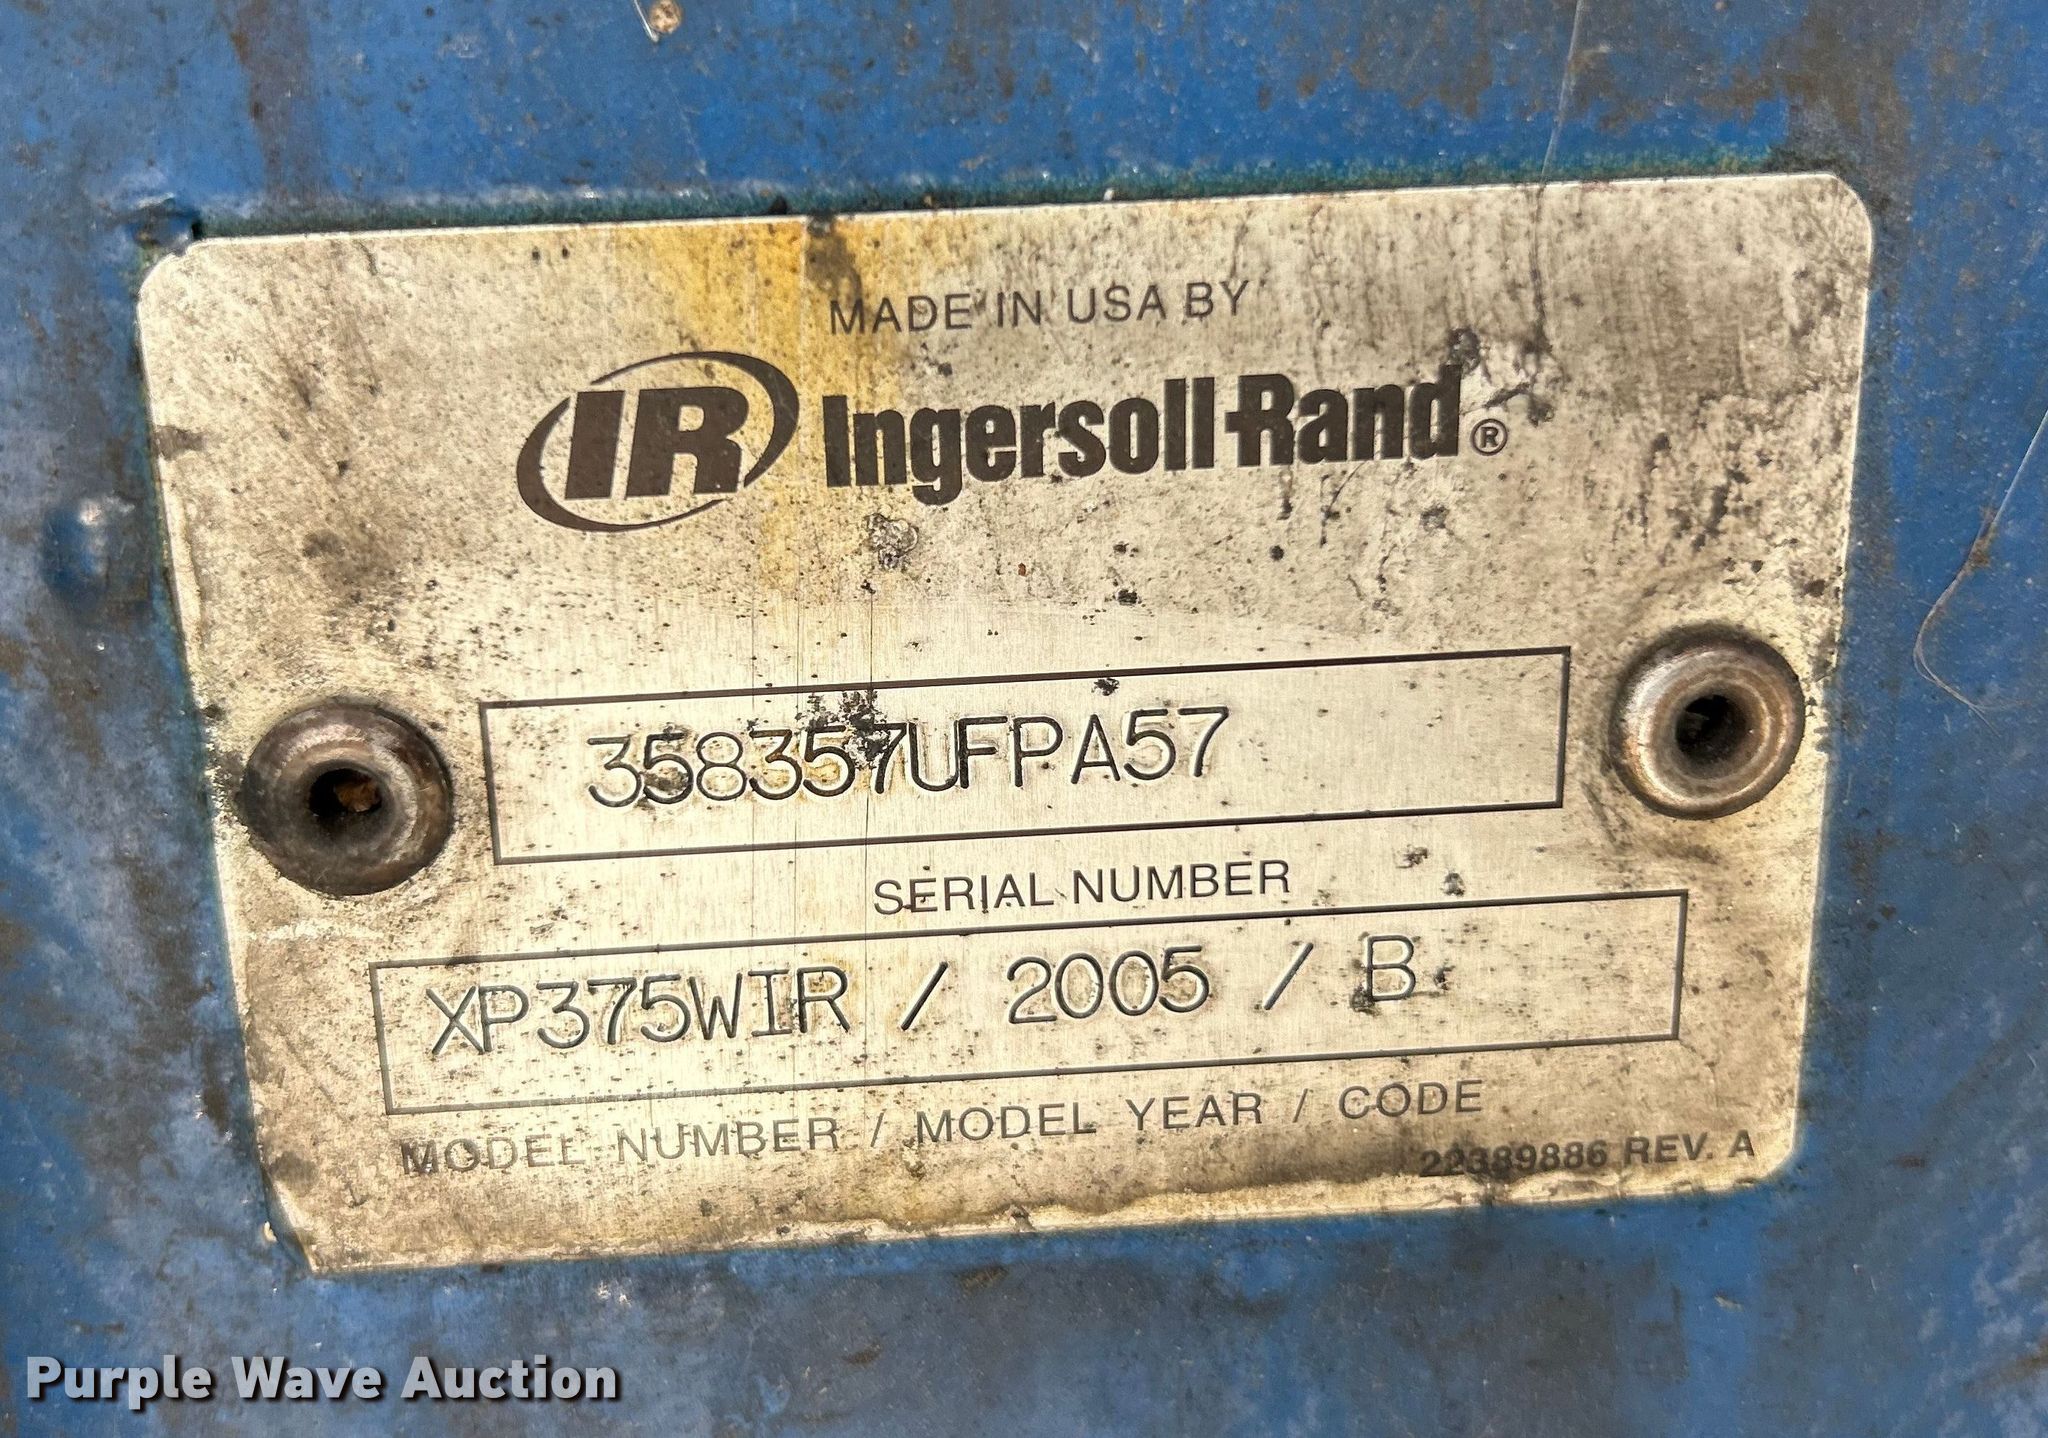 MADE IN USA BY
IR Ingersoll-Rand®
358357UFPA57
SERIAL NUMBER
XP375WIR / 2005 / B
MODEL NUMBER / MODEL YEAR / CODE
22389886 REV. A
Purple Wave Auction